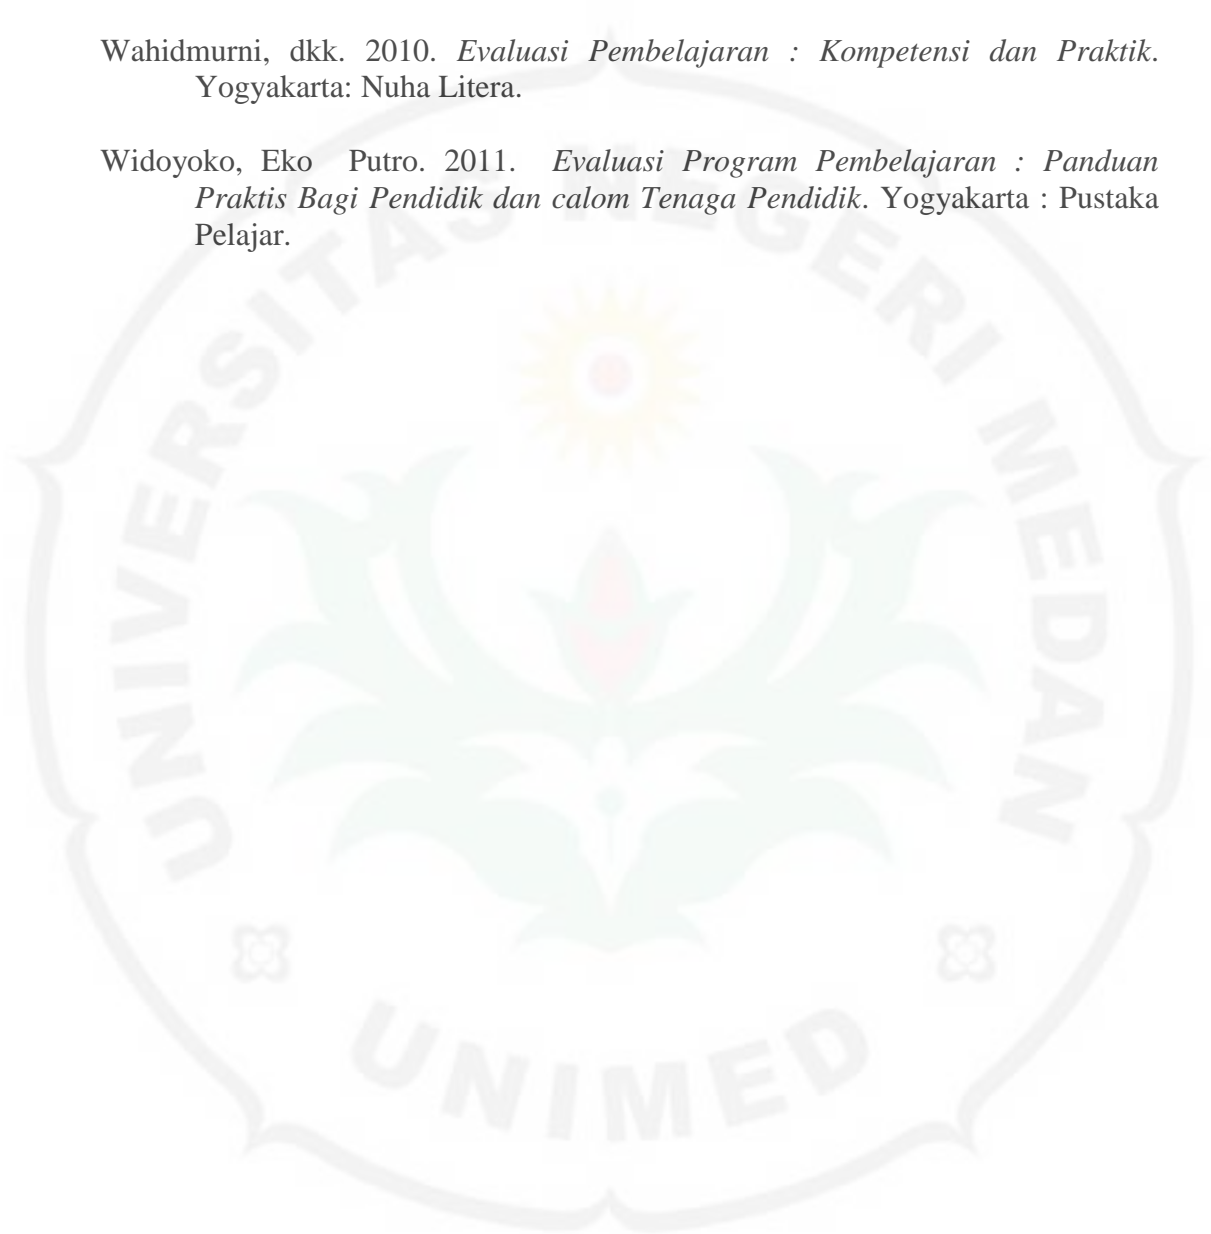 Wahidmurni, dkk. 2010. Evaluasi Pembelajaran : Kompetensi dan Praktik.
Yogyakarta: Nuha Litera.
Widoyoko, Eko Putro. 2011. Evaluasi Program Pembelajaran : Panduan
Praktis Bagi Pendidik dan calom Tenaga Pendidik. Yogyakarta : Pustaka
Pelajar.
UNIVERSITAS NEGERI MEDAN
UNIMED